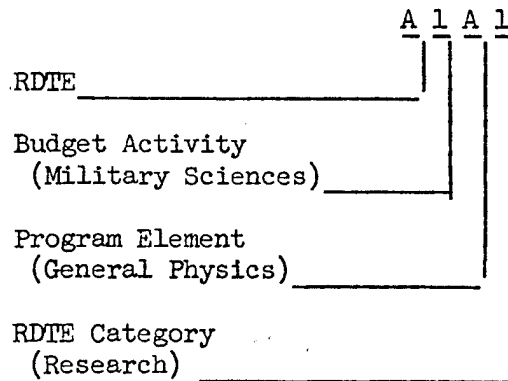 A 1 A 1
RDTE
Budget Activity
(Military Sciences)
Program Element
(General Physics)
RDTE Category
(Research)